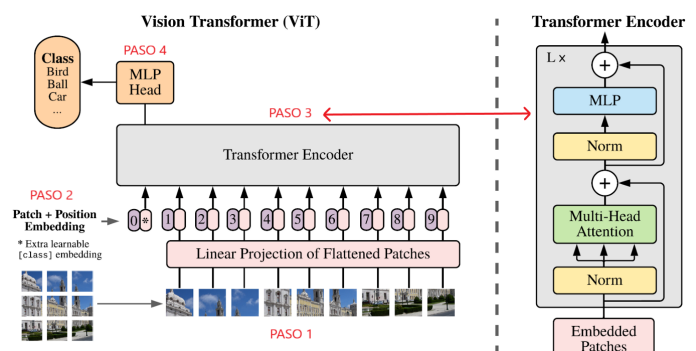 Vision Transformer (ViT)
PASO 4
Class
Bird
Ball
Car
...
MLP
Head
PASO 3
Transformer Encoder
PASO 2
Patch + Position
Embedding
0 * 1 2 3 4 5 6 7 8 9
* Extra learnable
[class] embedding
Linear Projection of Flattened Patches
PASO 1
Transformer Encoder
L x
+
MLP
Norm
+
Multi-Head
Attention
Norm
Embedded
Patches